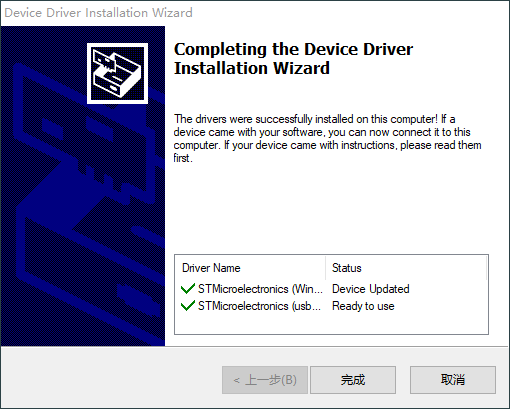 Device Driver Installation Wizard
Completing the Device Driver
Installation Wizard
The drivers were successfully installed on this computer! If a
device came with your software, you can now connect it to this
computer. If your device came with instructions, please read them
first.
Driver Name Status
STMicroelectronics (Win... Device Updated
STMicroelectronics (usb... Ready to use
< 上一步(B) 完成 取消